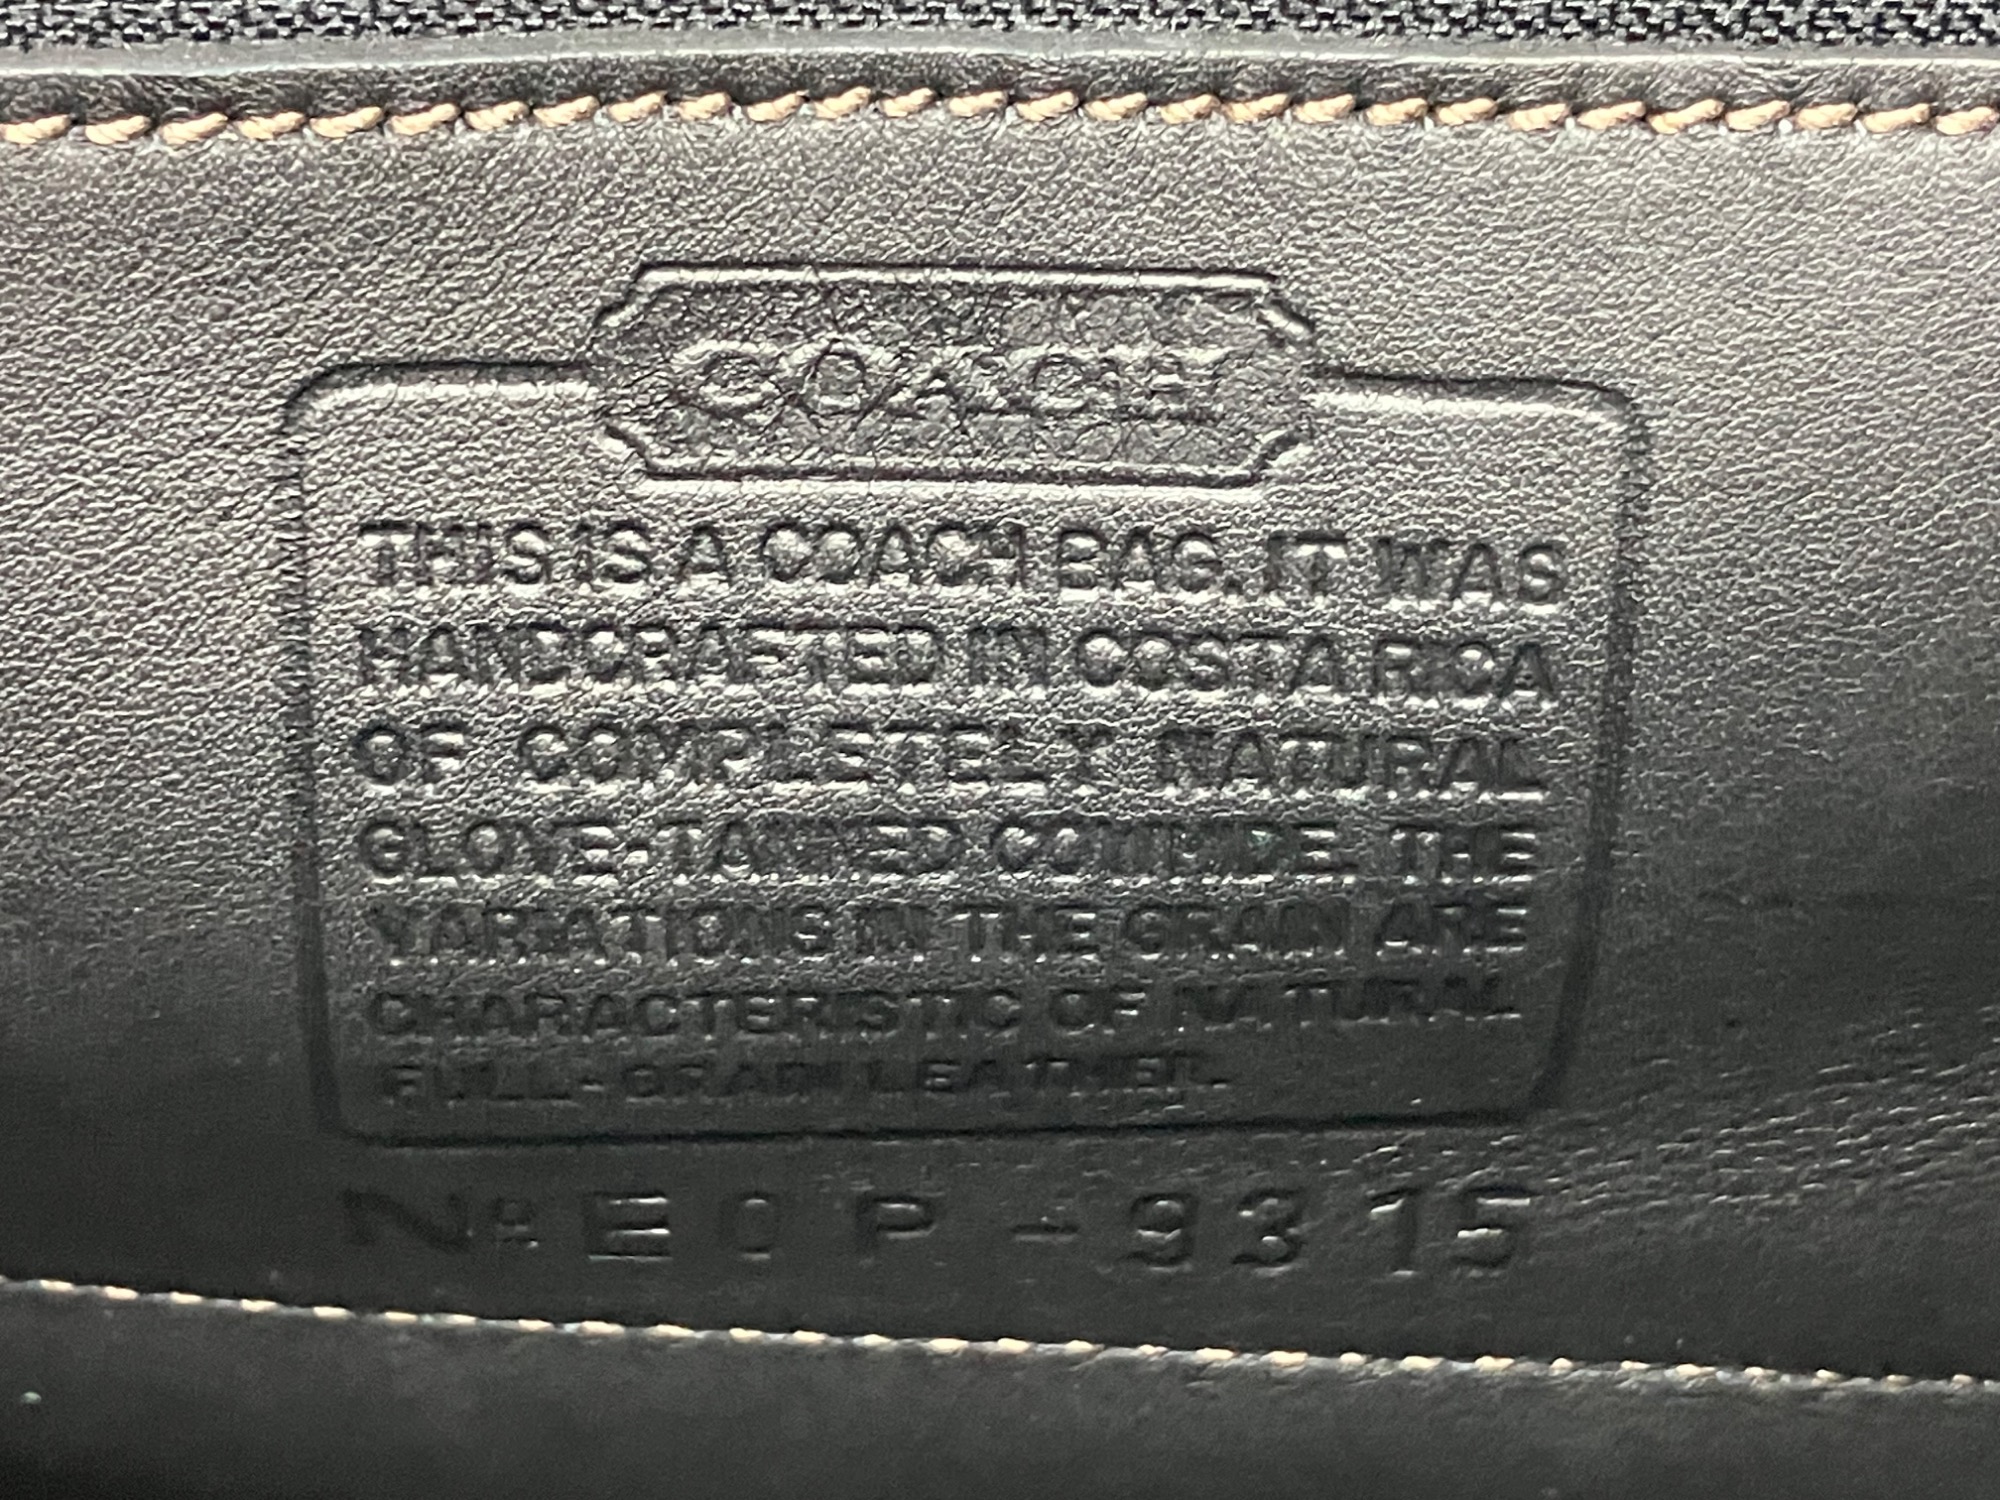 COACH
THIS IS A COACH BAG. IT WAS
HANDCRAFTED IN COSTA RICA
OF COMPLETELY NATURAL
GLOVE-TANNED COWHIDE. THE
VARIATIONS IN THE GRAIN ARE
CHARACTERISTIC OF NATURAL
FULL-GRAIN LEATHER.
Nº E0P-9315